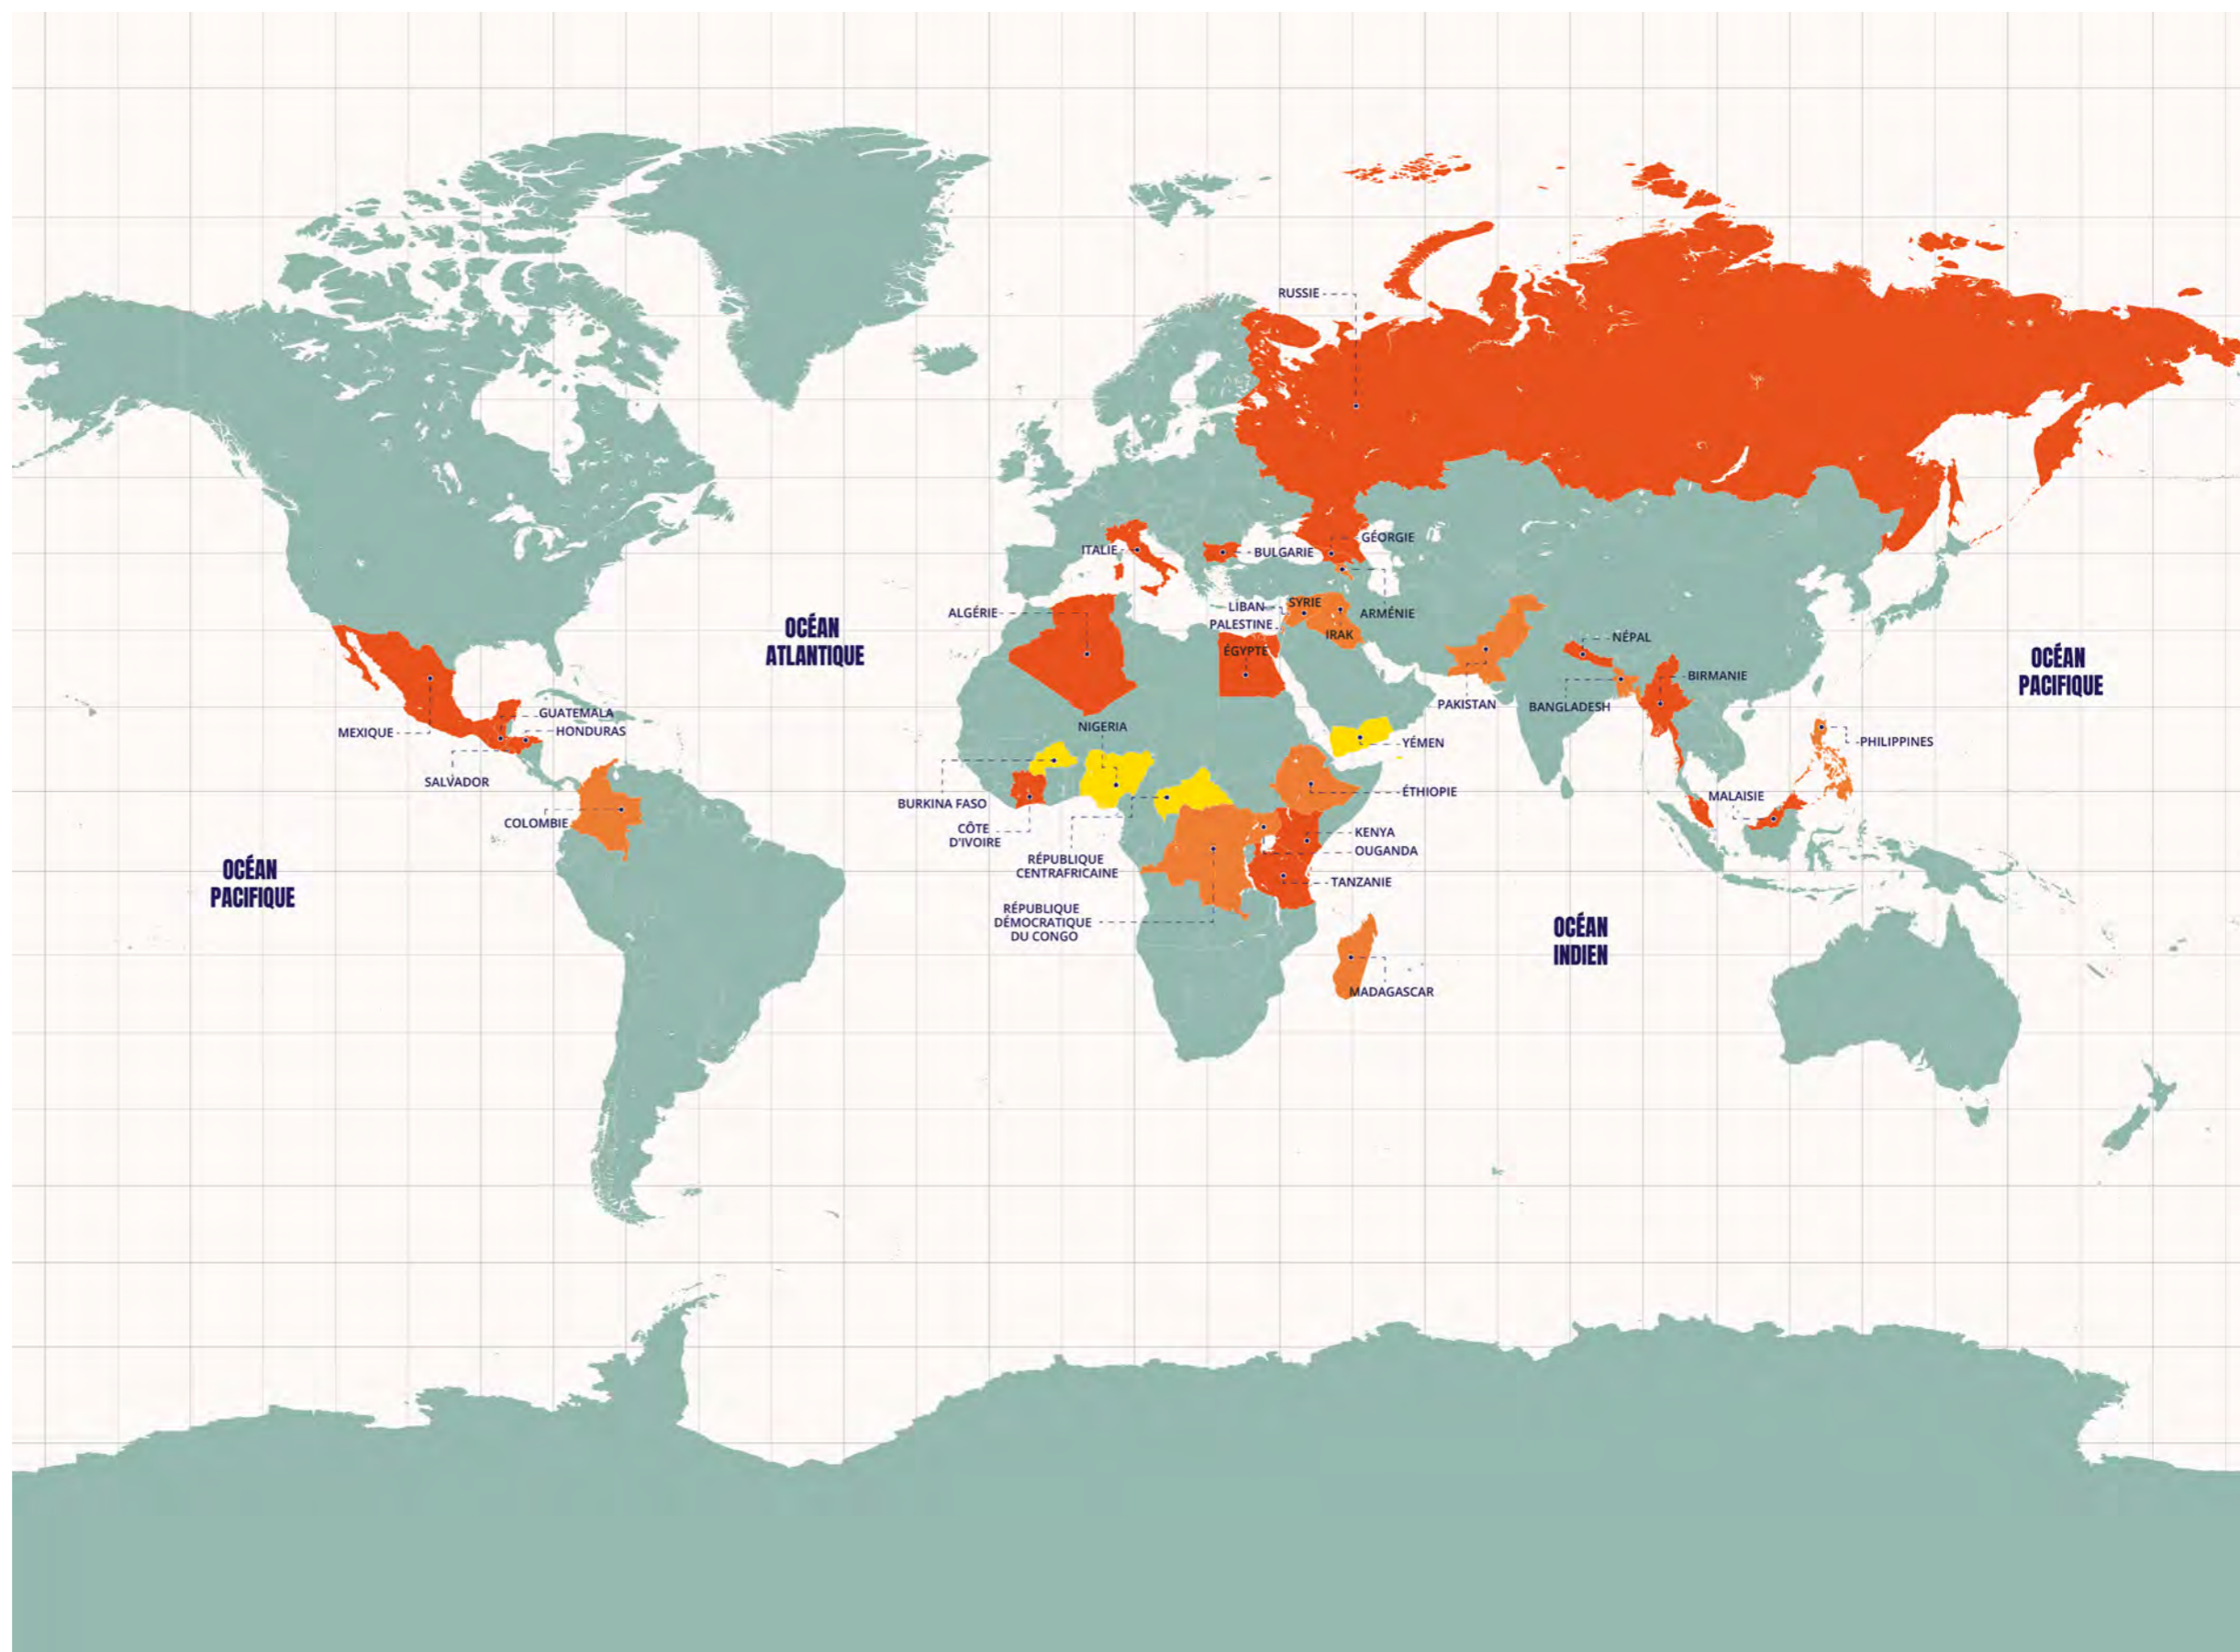 RUSSIE
GÉORGIE
ITALIE
BULGARIE
ALGÉRIE
LIBAN
SYRIE
ARMÉNIE
PALESTINE
IRAK
ÉGYPTE
OCÉAN
ATLANTIQUE
NÉPAL
OCÉAN
PACIFIQUE
BIRMANIE
PAKISTAN
BANGLADESH
GUATEMALA
HONDURAS
MEXIQUE
NIGERIA
YÉMEN
PHILIPPINES
SALVADOR
ÉTHIOPIE
MALAISIE
BURKINA FASO
COLOMBIE
CÔTE
D'IVOIRE
KENYA
OUGANDA
RÉPUBLIQUE
CENTRAFRICAINE
TANZANIE
OCÉAN
PACIFIQUE
RÉPUBLIQUE
DÉMOCRATIQUE
DU CONGO
OCÉAN
INDIEN
MADAGASCAR